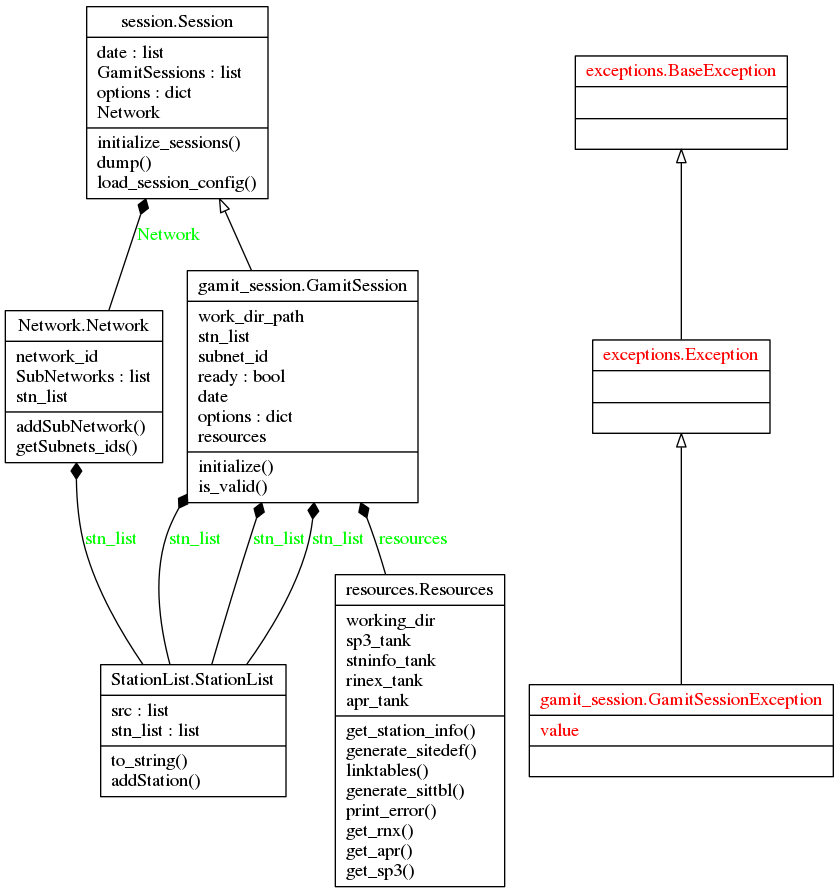 session.Session
date : list
GamitSessions : list
options : dict
Network
initialize_sessions()
dump()
load_session_config()
exceptions.BaseException
Network
gamit_session.GamitSession
work_dir_path
stn_list
subnet_id
ready : bool
date
options : dict
resources
initialize()
is_valid()
Network.Network
network_id
SubNetworks : list
stn_list
addSubNetwork()
getSubnets_ids()
exceptions.Exception
stn_list
stn_list
stn_list
stn_list
resources
resources.Resources
working_dir
sp3_tank
stninfo_tank
rinex_tank
apr_tank
get_station_info()
generate_sitedef()
linktables()
generate_sittbl()
print_error()
get_rnx()
get_apr()
get_sp3()
StationList.StationList
src : list
stn_list : list
to_string()
addStation()
gamit_session.GamitSessionException
value